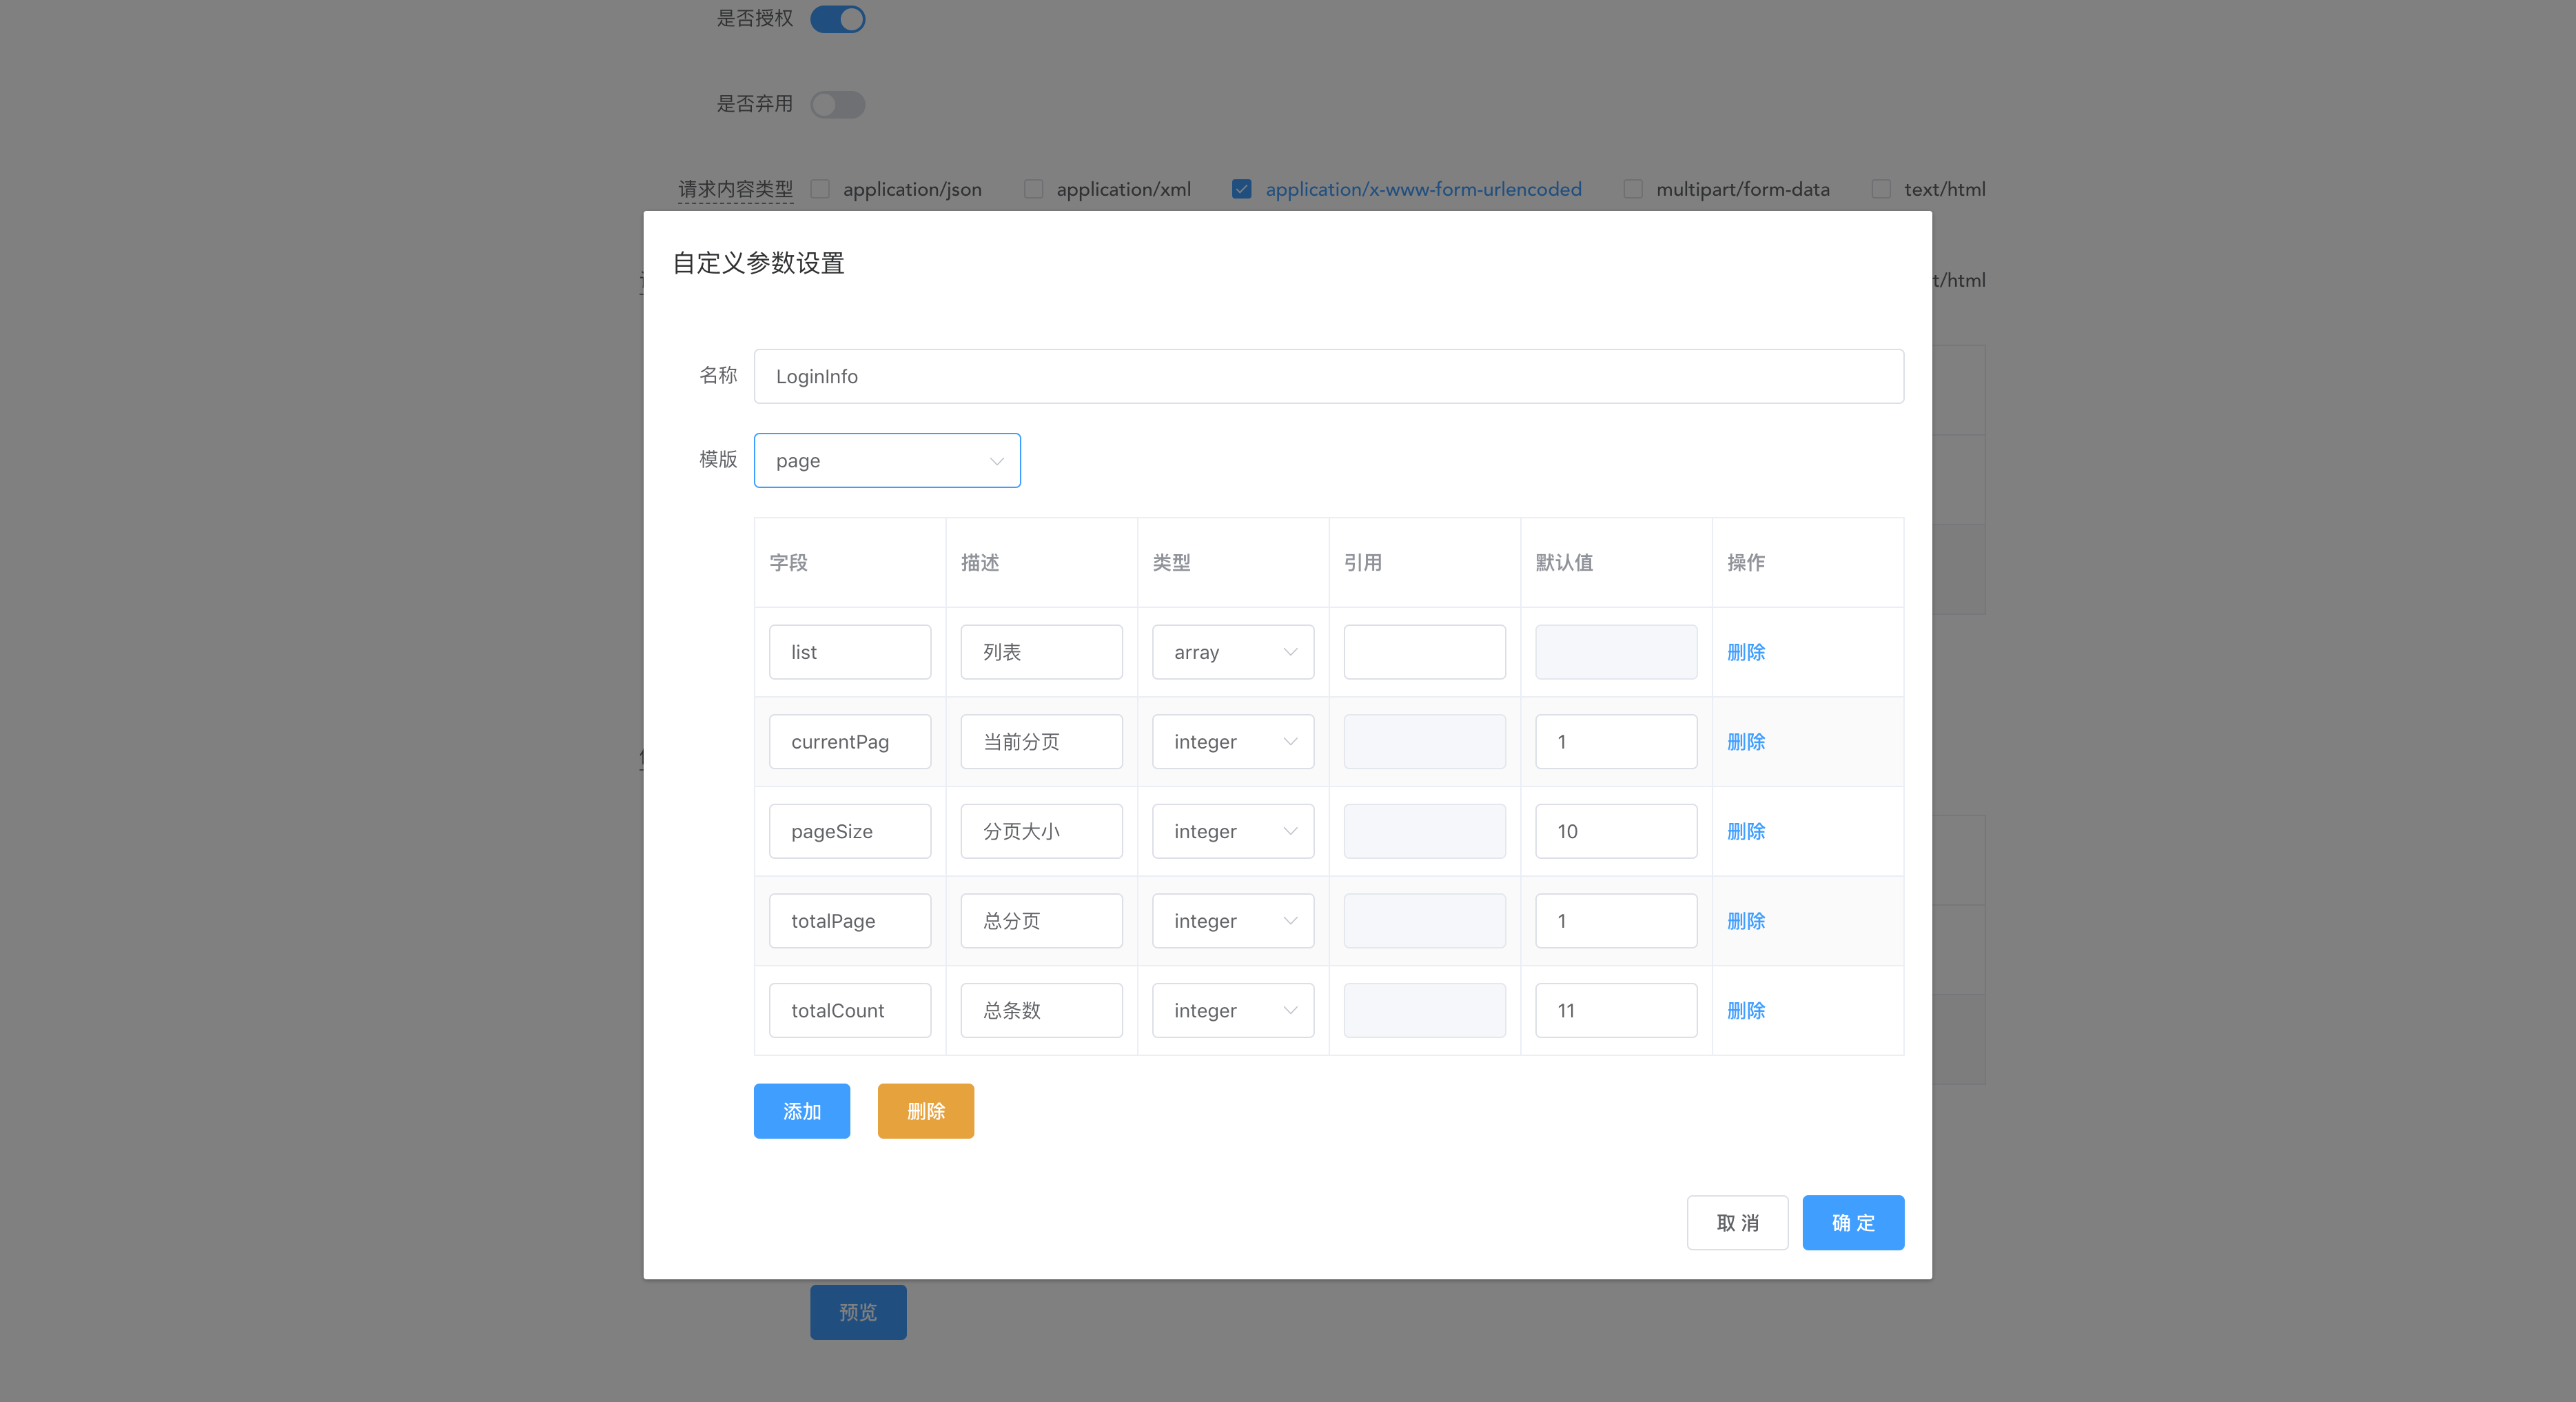 是否授权
是否弃用
请求内容类型 application/json application/xml application/x-www-form-urlencoded multipart/form-data text/html
t/html
自定义参数设置
名称 LoginInfo
模版 page
字段 描述 类型 引用 默认值 操作
list 列表 array 删除
currentPag 当前分页 integer 1 删除
pageSize 分页大小 integer 10 删除
totalPage 总分页 integer 1 删除
totalCount 总条数 integer 11 删除
添加 删除
取 消 确 定
预览